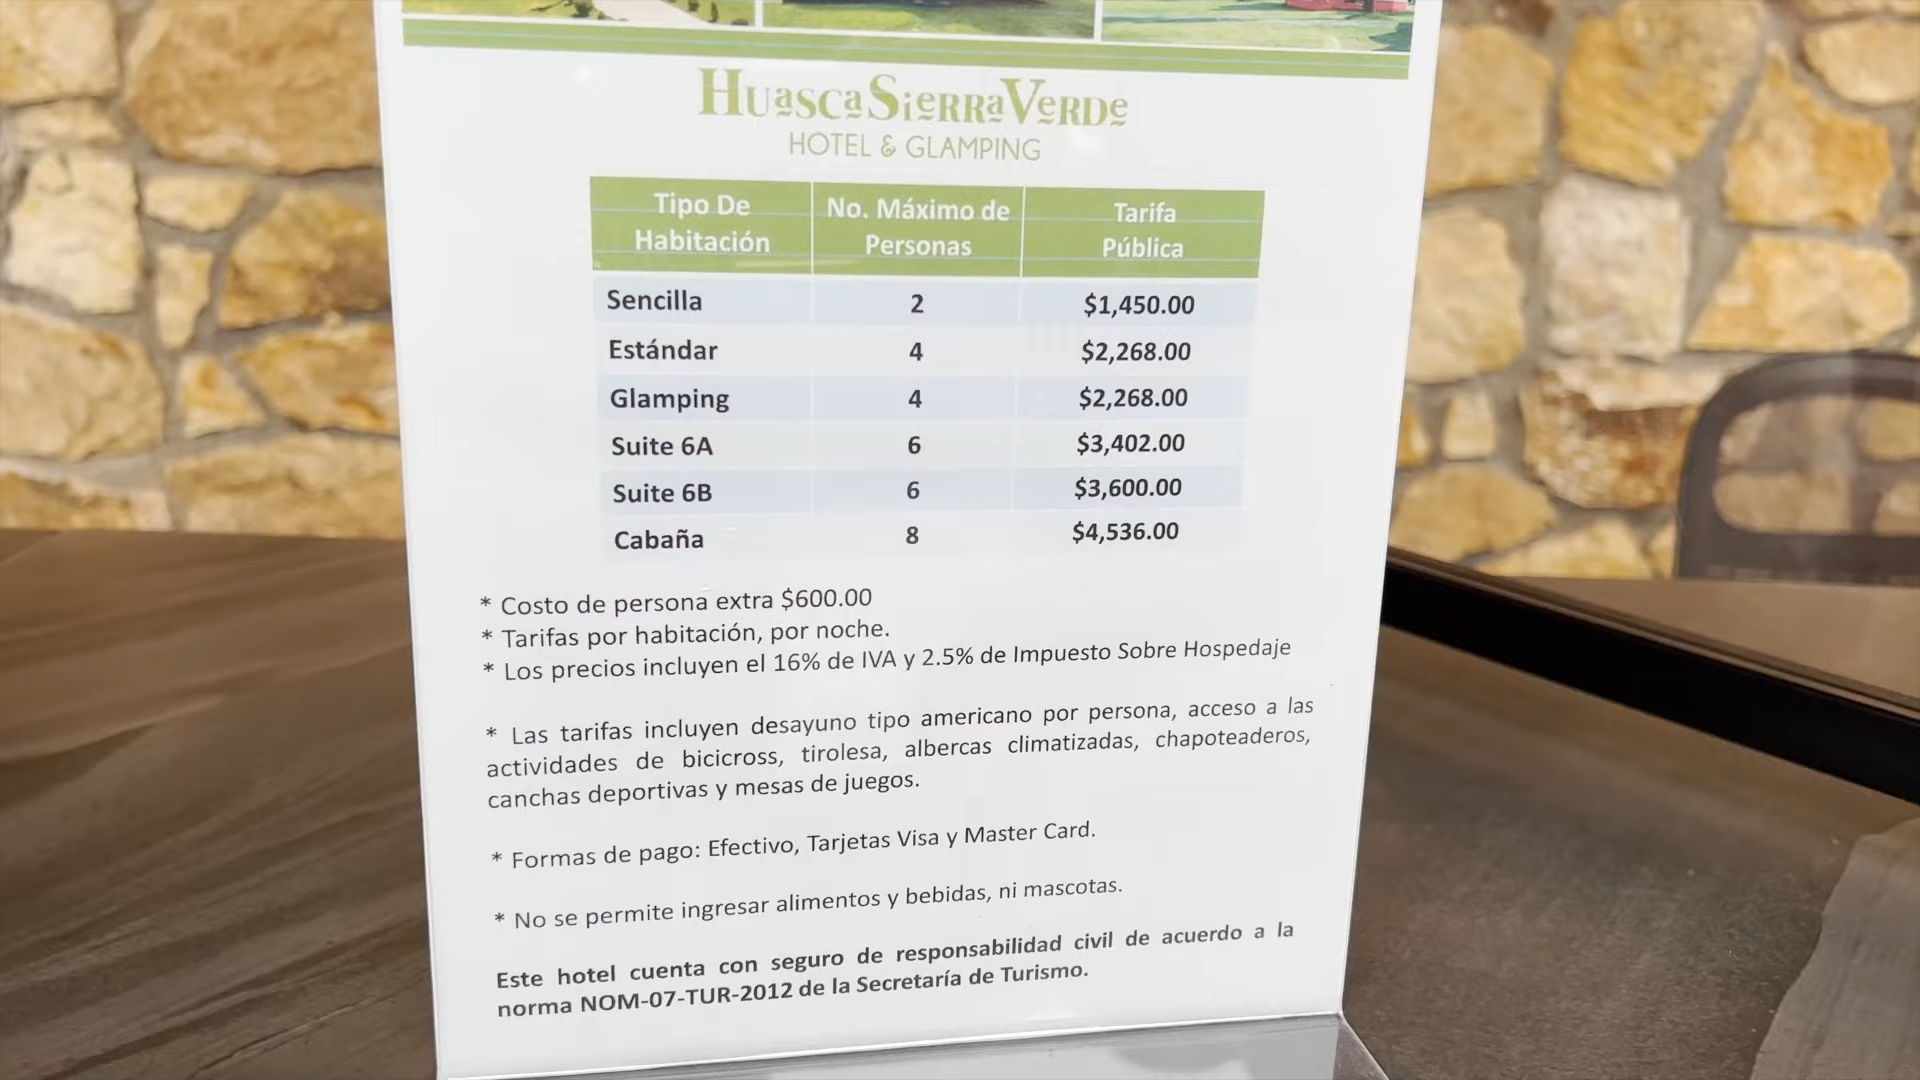 HuascaSierraVerde
HOTEL & GLAMPING
Tipo De Habitación No. Máximo de Personas Tarifa Pública
Sencilla 2 $1,450.00
Estándar 4 $2,268.00
Glamping 4 $2,268.00
Suite 6A 6 $3,402.00
Suite 6B 6 $3,600.00
Cabaña 8 $4,536.00
* Costo de persona extra $600.00
* Tarifas por habitación, por noche.
* Los precios incluyen el 16% de IVA y 2.5% de Impuesto Sobre Hospedaje
* Las tarifas incluyen desayuno tipo americano por persona, acceso a las
actividades de bicicross, tirolesa, albercas climatizadas, chapoteaderos,
canchas deportivas y mesas de juegos.
* Formas de pago: Efectivo, Tarjetas Visa y Master Card.
* No se permite ingresar alimentos y bebidas, ni mascotas.
Este hotel cuenta con seguro de responsabilidad civil de acuerdo a la
norma NOM-07-TUR-2012 de la Secretaría de Turismo.